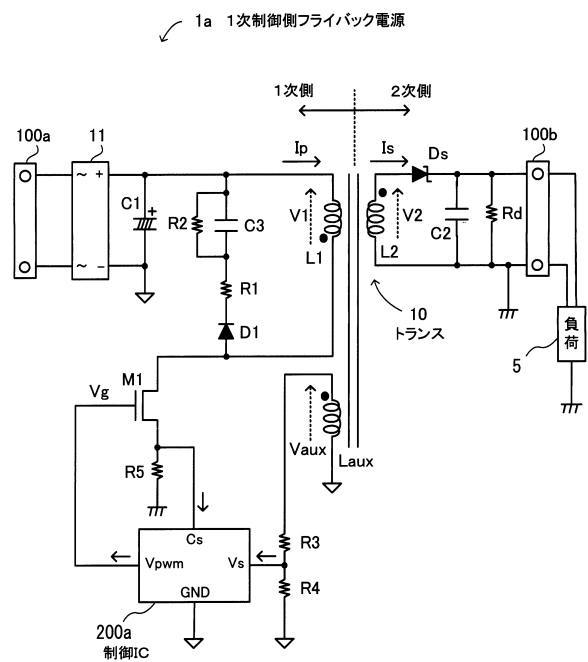 1a 1次制御側フライバック電源
1次側 2次側
100a
11
Ip
Is
Ds
100b
~ +
C1
+
R2
C3
V1
L1
V2
L2
C2
Rd
~ −
R1
D1
10
トランス
負荷
5
M1
Vg
R5
Vaux
Laux
Cs
Vpwm
Vs
GND
R3
R4
200a
制御IC